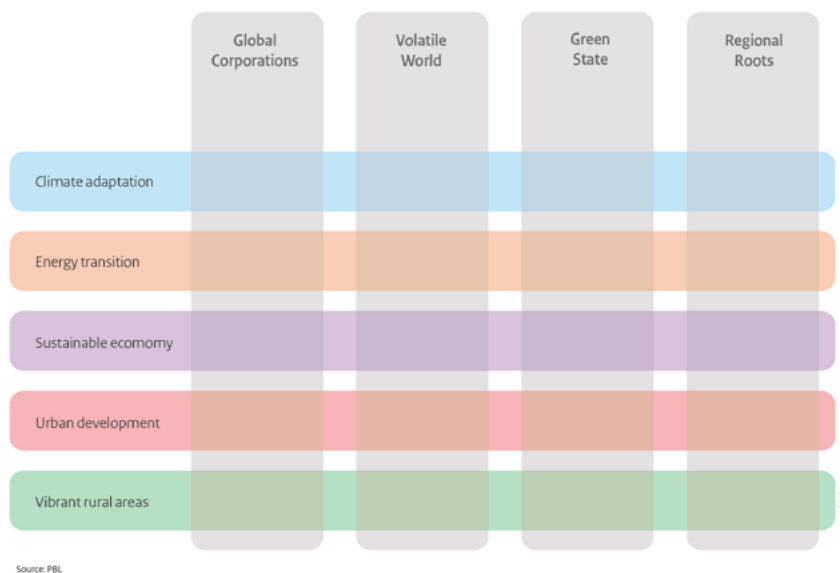 Global
Corporations
Volatile
World
Green
State
Regional
Roots
Climate adaptation
Energy transition
Sustainable ecomomy
Urban development
Vibrant rural areas
Source: PBL